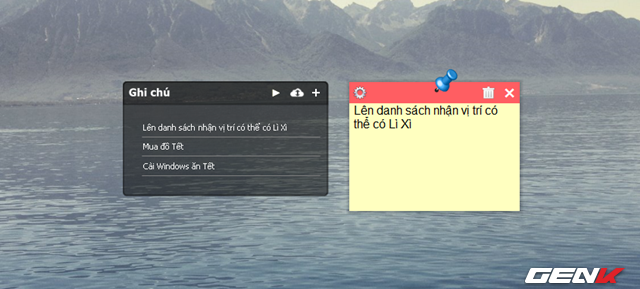 Ghi chú
Lên danh sách nhận vị trí có thể có Lì Xì
Mua đồ Tết
Cài Windows ăn Tết
Lên danh sách nhận vị trí có
thể có Lì Xì
GENK